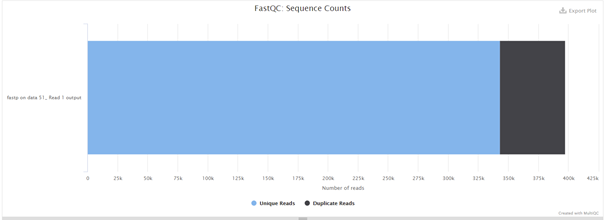 FastQC: Sequence Counts
Export Plot
fastp on data 51_ Read 1 output
0 25k 50k 75k 100k 125k 150k 175k 200k 225k 250k 275k 300k 325k 350k 375k 400k 425k
Number of reads
Unique Reads Duplicate Reads
Created with MultiQC